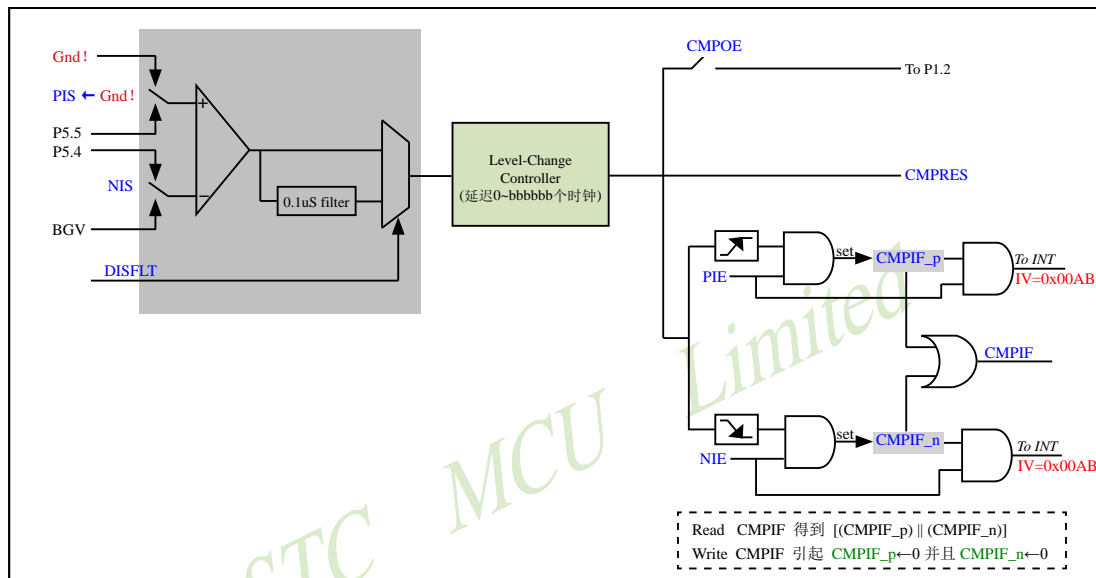 Gnd!
PIS ← Gnd!
P5.5
P5.4
NIS
BGV
DISFLT
+
−
0.1uS filter
Level-Change
Controller
(延迟0~bbbbbb个时钟)
CMPOE
To P1.2
CMPRES
PIE
set
CMPIF_p
To INT
IV=0x00AB
CMPIF
NIE
set
CMPIF_n
To INT
IV=0x00AB
STC MCU Limited
Read CMPIF 得到 [(CMPIF_p) || (CMPIF_n)]
Write CMPIF 引起 CMPIF_p←0 并且 CMPIF_n←0